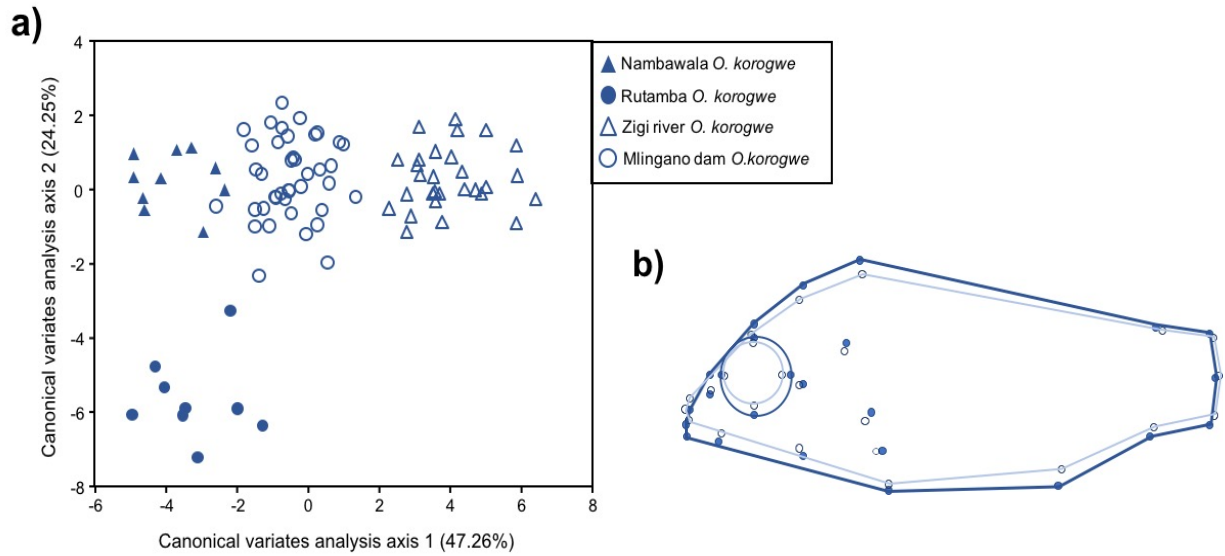 a)
4
2
0
-2
-4
-6
-8
Canonical variates analysis axis 2 (24.25%)
-6 -4 -2 0 2 4 6 8
Canonical variates analysis axis 1 (47.26%)
Nambawala O. korogwe
Rutamba O. korogwe
Zigi river O. korogwe
Mlingano dam O.korogwe
b)